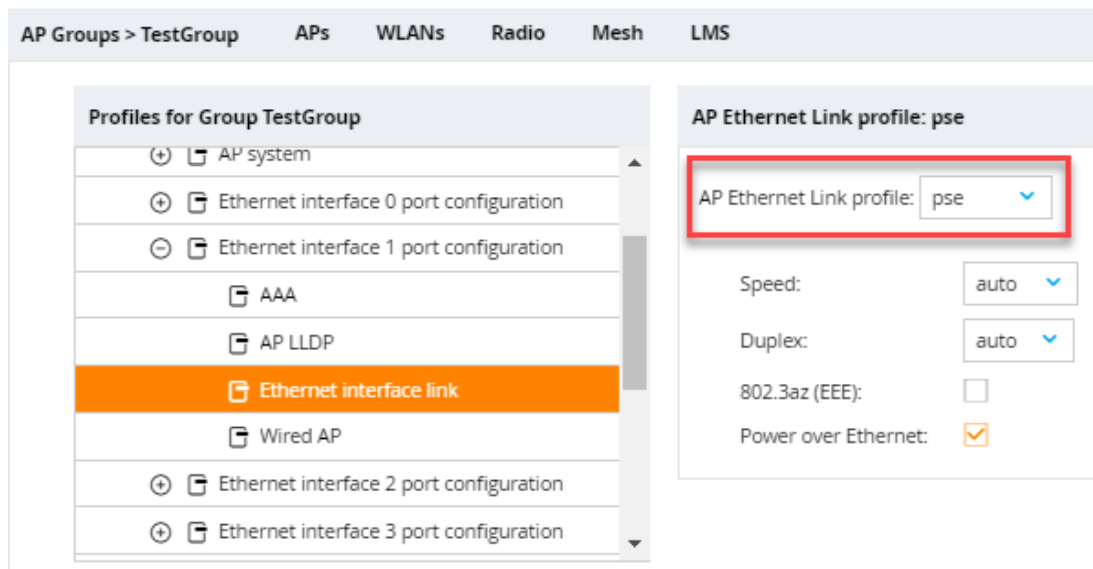 AP Groups > TestGroup APs WLANs Radio Mesh LMS
Profiles for Group TestGroup
AP system
Ethernet interface 0 port configuration
Ethernet interface 1 port configuration
AAA
AP LLDP
Ethernet interface link
Wired AP
Ethernet interface 2 port configuration
Ethernet interface 3 port configuration
AP Ethernet Link profile: pse
AP Ethernet Link profile: pse
Speed: auto
Duplex: auto
802.3az (EEE):
Power over Ethernet: